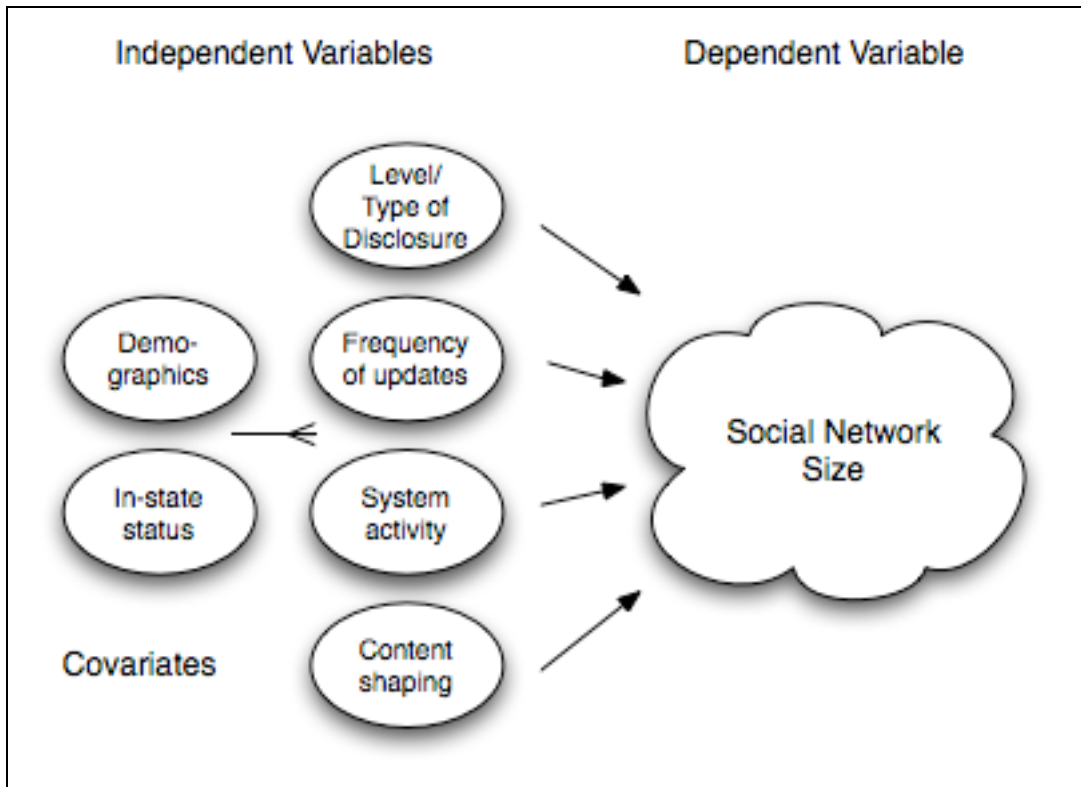 Independent Variables
Dependent Variable
Level/
Type of
Disclosure
Demo-
graphics
Frequency
of updates
Social Network
Size
In-state
status
System
activity
Covariates
Content
shaping